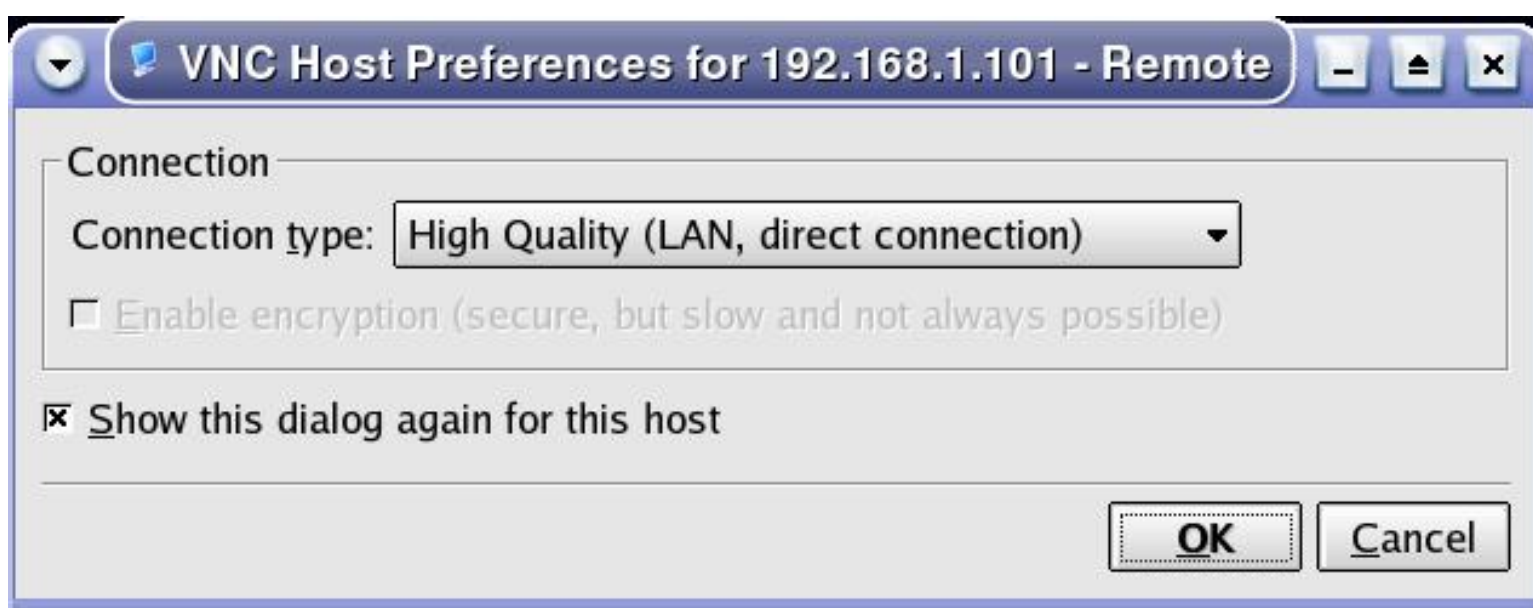 VNC Host Preferences for 192.168.1.101 - Remote
Connection
Connection type: High Quality (LAN, direct connection)
Enable encryption (secure, but slow and not always possible)
Show this dialog again for this host
OK Cancel